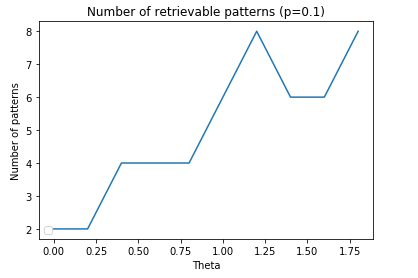 Number of retrievable patterns (p=0.1)
Number of patterns
8
7
6
5
4
3
2
0.00 0.25 0.50 0.75 1.00 1.25 1.50 1.75
Theta